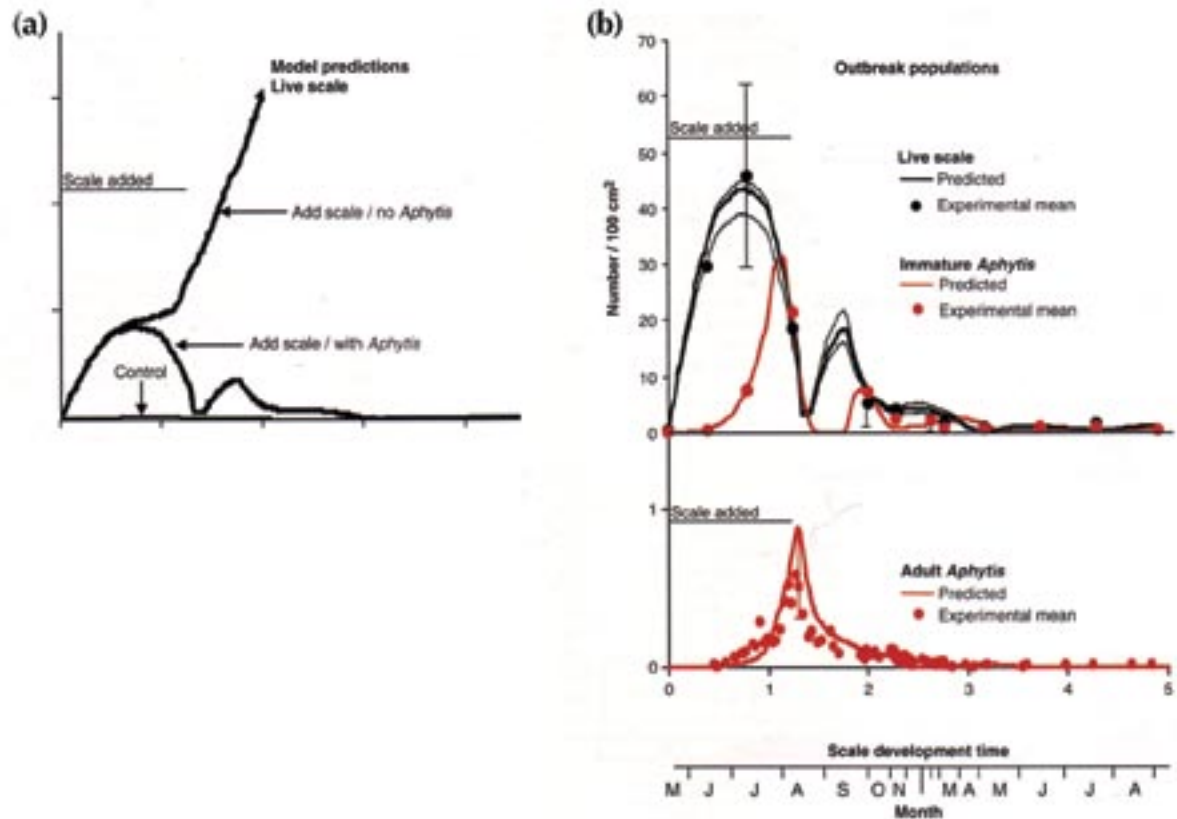 (a)
Model predictions
Live scale
Scale added
Add scale / no Aphytis
Add scale / with Aphytis
Control
(b)
Outbreak populations
70
60
50
40
30
20
10
0
Number / 100 cm²
Scale added
Live scale
Predicted
Experimental mean
Immature Aphytis
Predicted
Experimental mean
1
0
Scale added
Adult Aphytis
Predicted
Experimental mean
0 1 2 3 4 5
Scale development time
M J J A S O N M A M J J A
Month